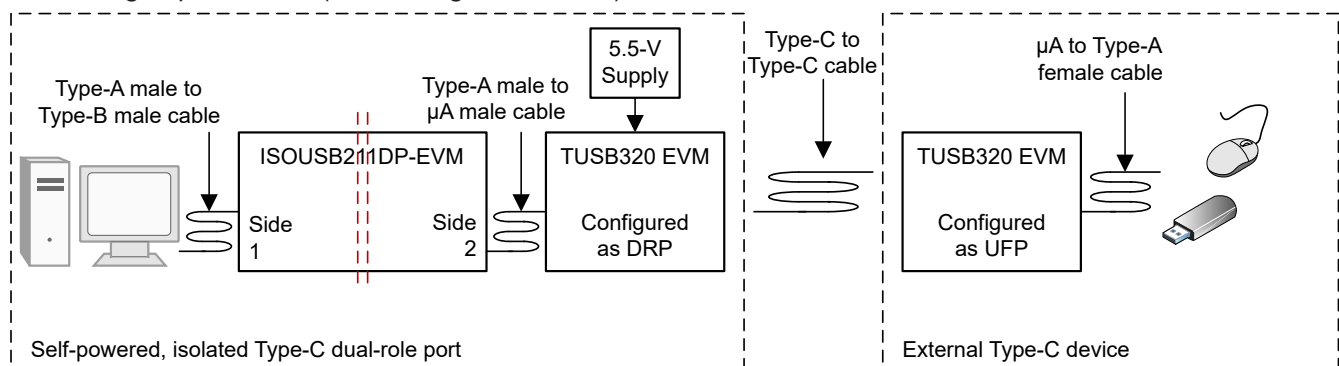 5.5-V
Supply
Type-C to
Type-C cable
µA to Type-A
female cable
Type-A male to
Type-B male cable
Type-A male to
µA male cable
ISOUSB211DP-EVM
TUSB320 EVM
TUSB320 EVM
Side
1
Side
2
Configured
as DRP
Configured
as UFP
Self-powered, isolated Type-C dual-role port
External Type-C device